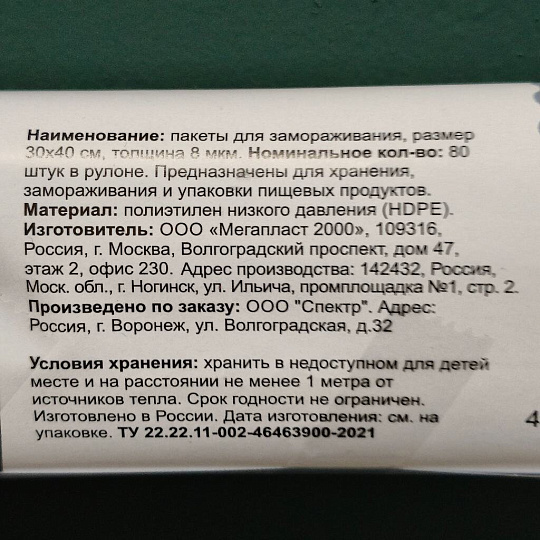 Наименование: пакеты для замораживания, размер
30х40 см, толщина 8 мкм. Номинальное кол-во: 80
штук в рулоне. Предназначены для хранения,
замораживания и упаковки пищевых продуктов.
Материал: полиэтилен низкого давления (HDPE).
Изготовитель: ООО «Мегапласт 2000», 109316,
Россия, г. Москва, Волгоградский проспект, дом 47,
этаж 2, офис 230. Адрес производства: 142432, Россия,
Моск. обл., г. Ногинск, ул. Ильича, промплощадка №1, стр. 2.
Произведено по заказу: ООО "Спектр". Адрес:
Россия, г. Воронеж, ул. Волгоградская, д.32
Условия хранения: хранить в недоступном для детей
месте и на расстоянии не менее 1 метра от
источников тепла. Срок годности не ограничен.
Изготовлено в России. Дата изготовления: см. на
упаковке. ТУ 22.22.11-002-46463900-2021
4